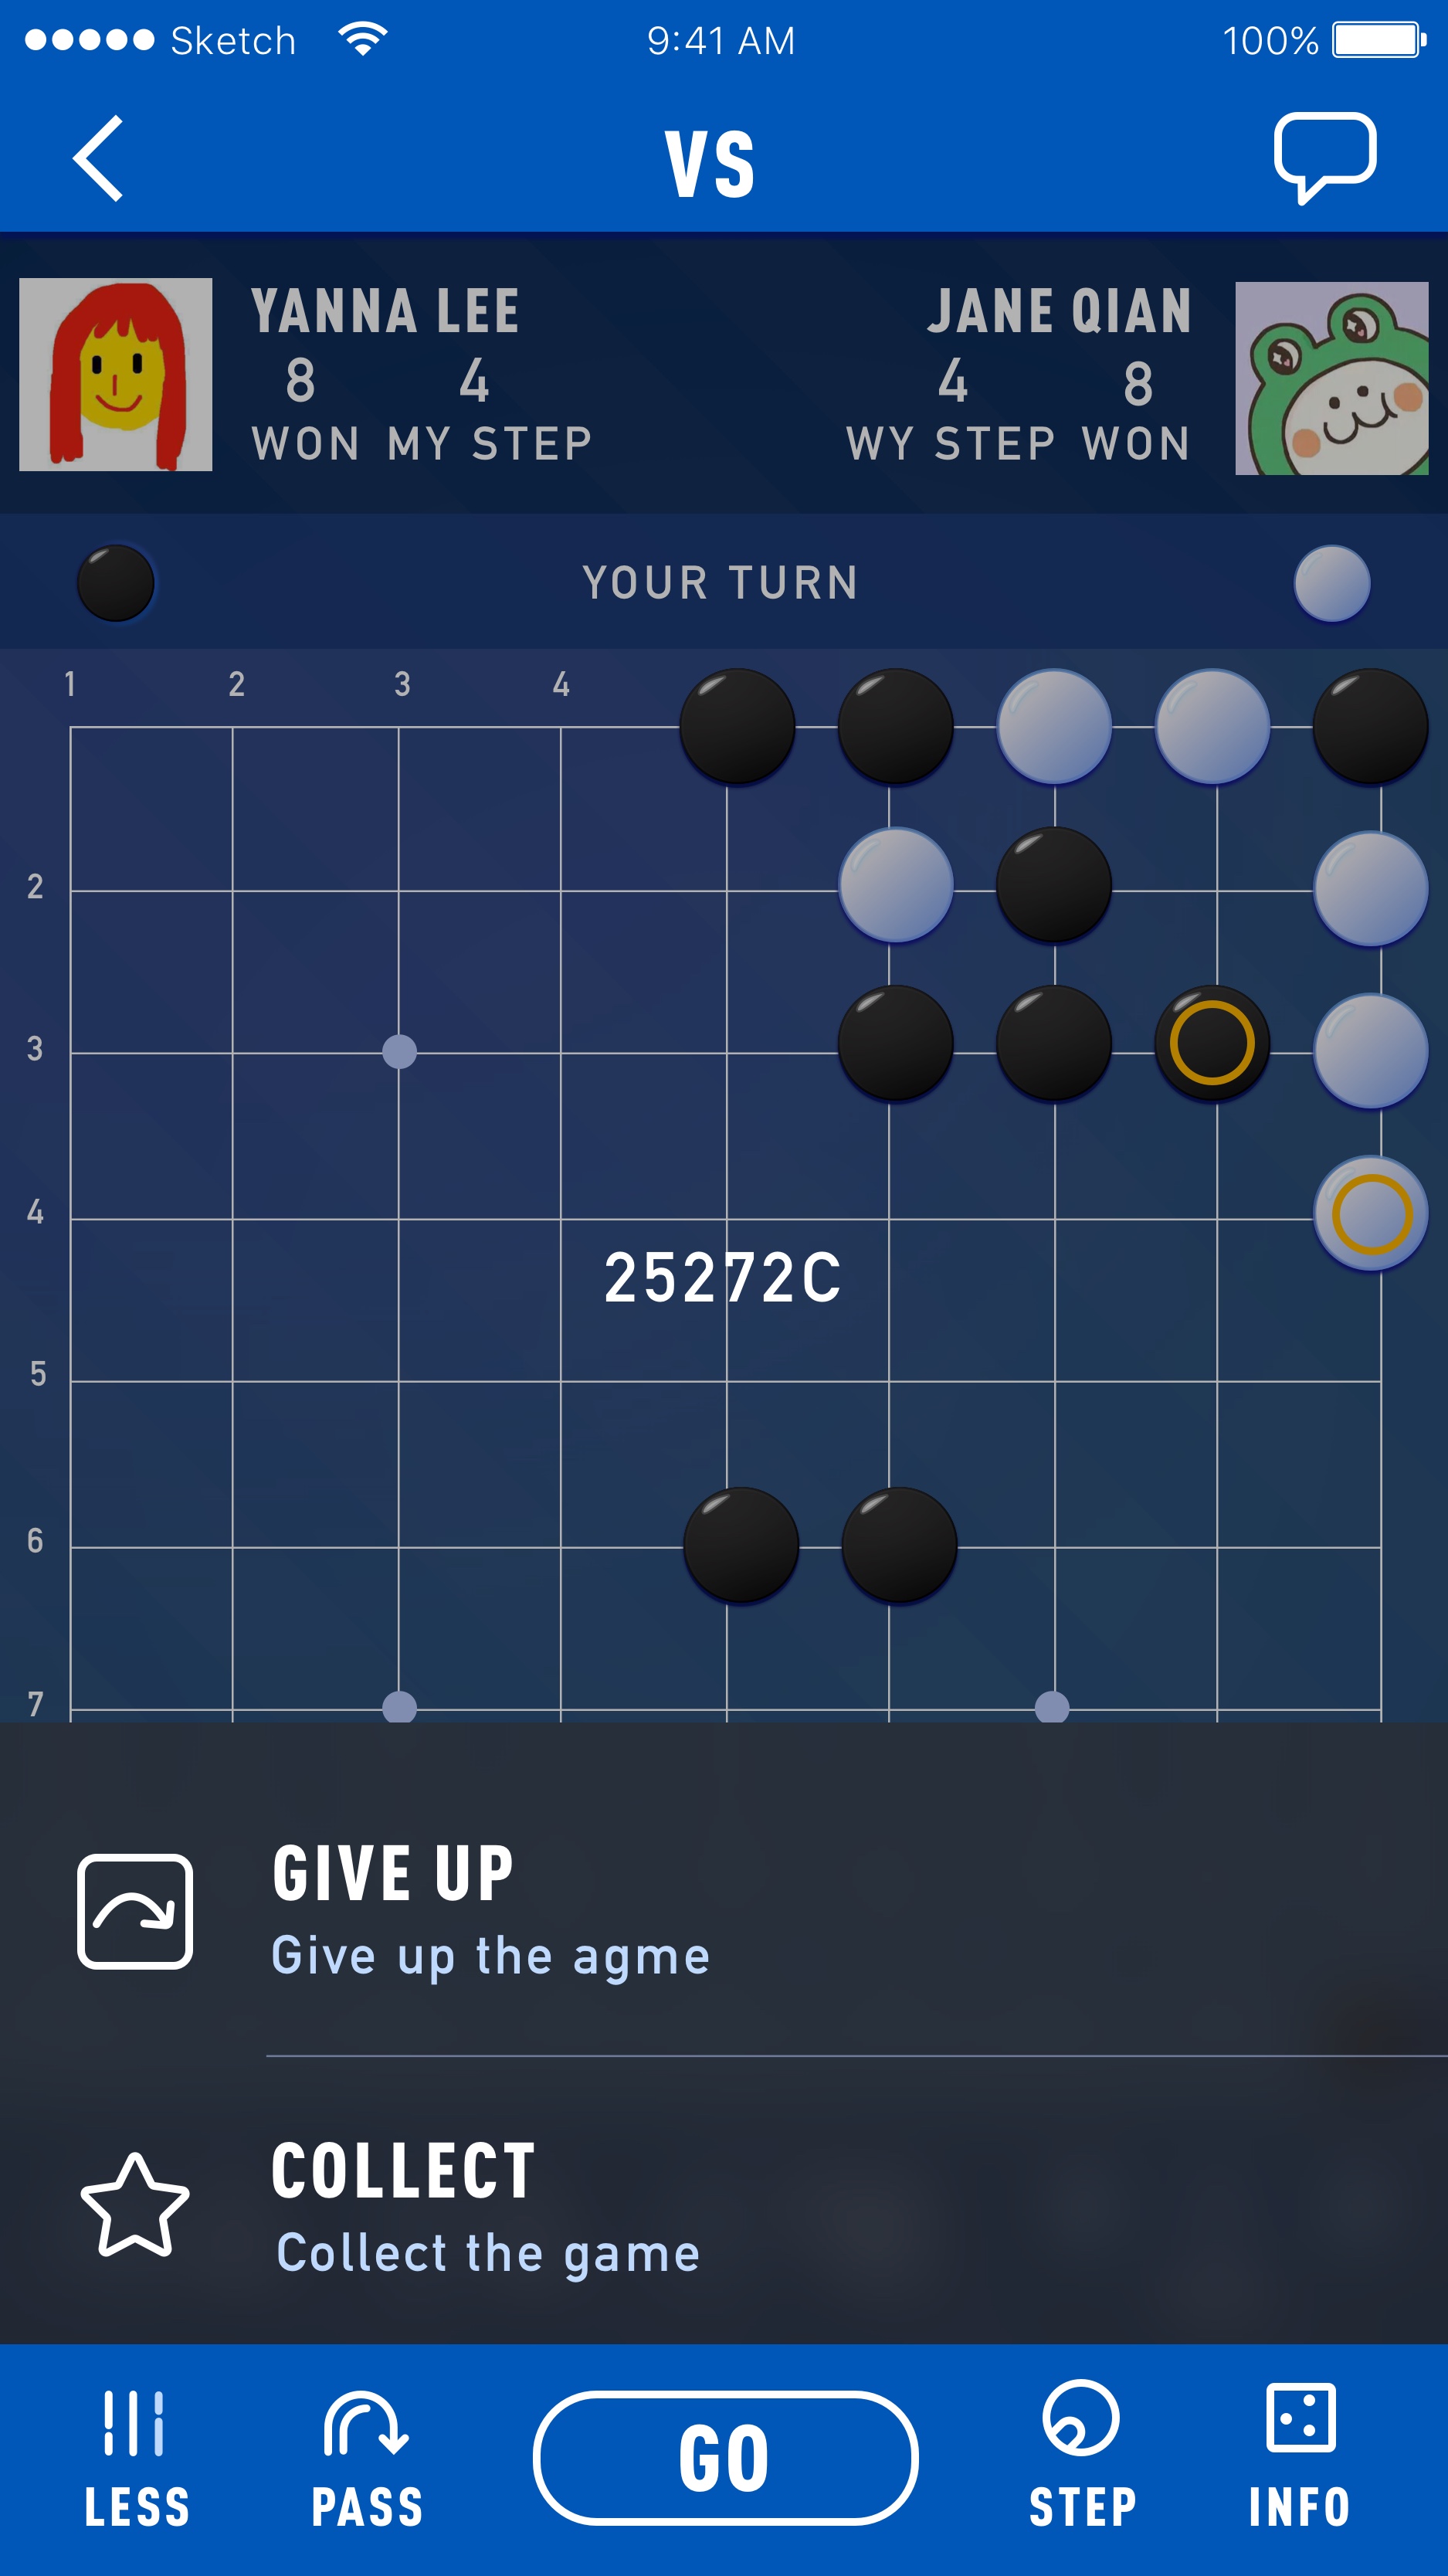 Sketch 9:41 AM 100%
VS
YANNA LEE JANE QIAN
8 4 4 8
WON MY STEP WY STEP WON
YOUR TURN
1 2 3 4
2
3
4
25272C
5
6
7
GIVE UP
Give up the agme
COLLECT
Collect the game
LESS PASS GO STEP INFO